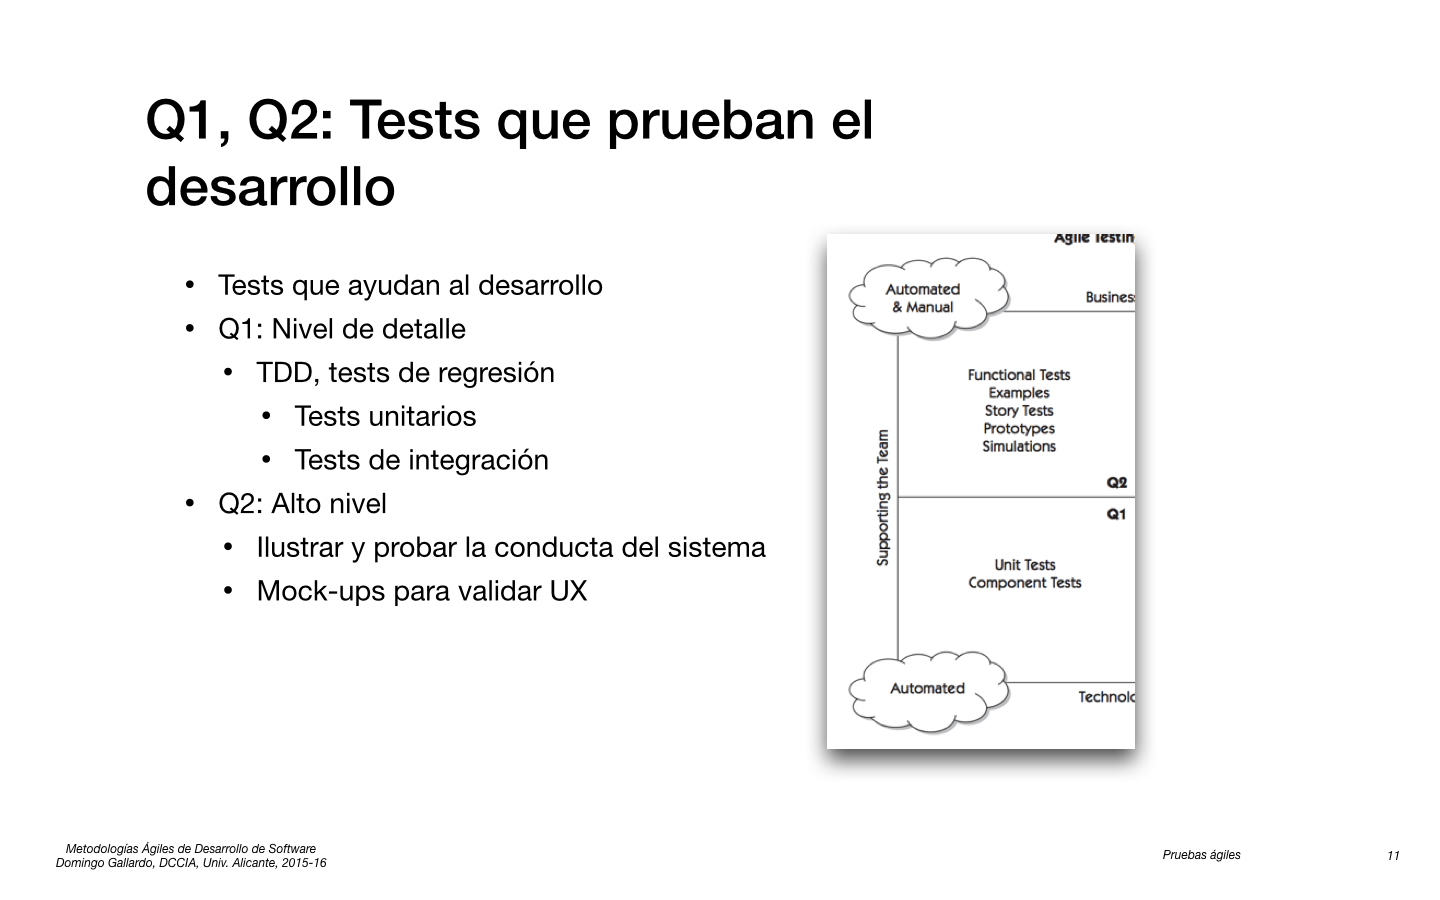 Q1, Q2: Tests que prueban el
desarrollo
• Tests que ayudan al desarrollo
• Q1: Nivel de detalle
• TDD, tests de regresión
• Tests unitarios
• Tests de integración
• Q2: Alto nivel
• Ilustrar y probar la conducta del sistema
• Mock-ups para validar UX
Agile Testin
Automated
& Manual
Business
Functional Tests
Examples
Story Tests
Prototypes
Simulations
Supporting the Team
Q2
Q1
Unit Tests
Component Tests
Automated
Technolo
Metodologías Ágiles de Desarrollo de Software
Domingo Gallardo, DCCIA, Univ. Alicante, 2015-16
Pruebas ágiles
11